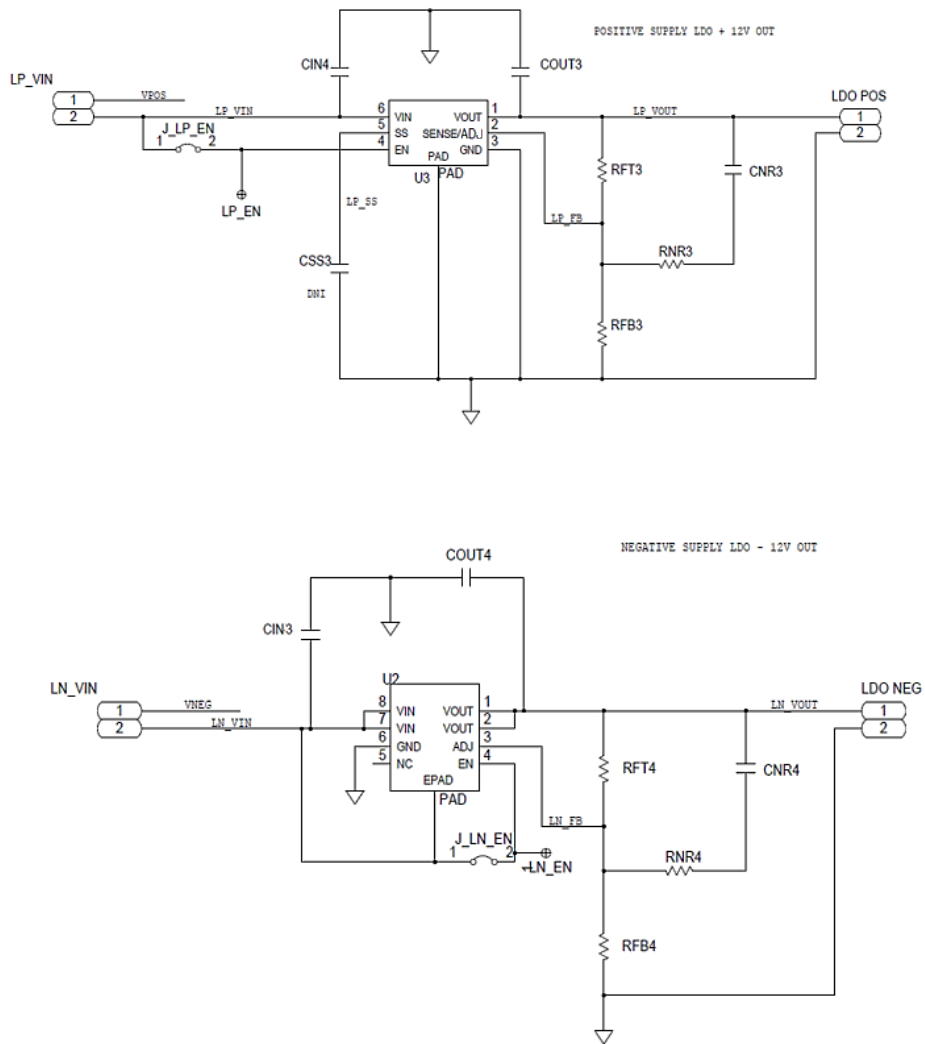 POSITIVE SUPPLY LDO + 12V OUT
CIN4
COUT3
LP_VIN
1
2
VPOS
LP_VIN
J_LP_EN
1
2
LP_EN
6
5
4
VIN
SS
EN
VOUT
SENSE/ADJ
GND
PAD
1
2
3
U3
PAD
LP_VOUT
LDO POS
1
2
RFT3
CNR3
LP_FB
LP_SS
RNR3
CSS3
DNI
RFB3
NEGATIVE SUPPLY LDO - 12V OUT
COUT4
CIN3
LN_VIN
1
2
VNEG
LN_VIN
U2
8
7
6
5
VIN
VIN
GND
NC
VOUT
VOUT
ADJ
EN
EPAD
1
2
3
4
PAD
LN_VOUT
LDO NEG
1
2
RFT4
CNR4
LN_FB
J_LN_EN
1
2
1
LN_EN
RNR4
RFB4